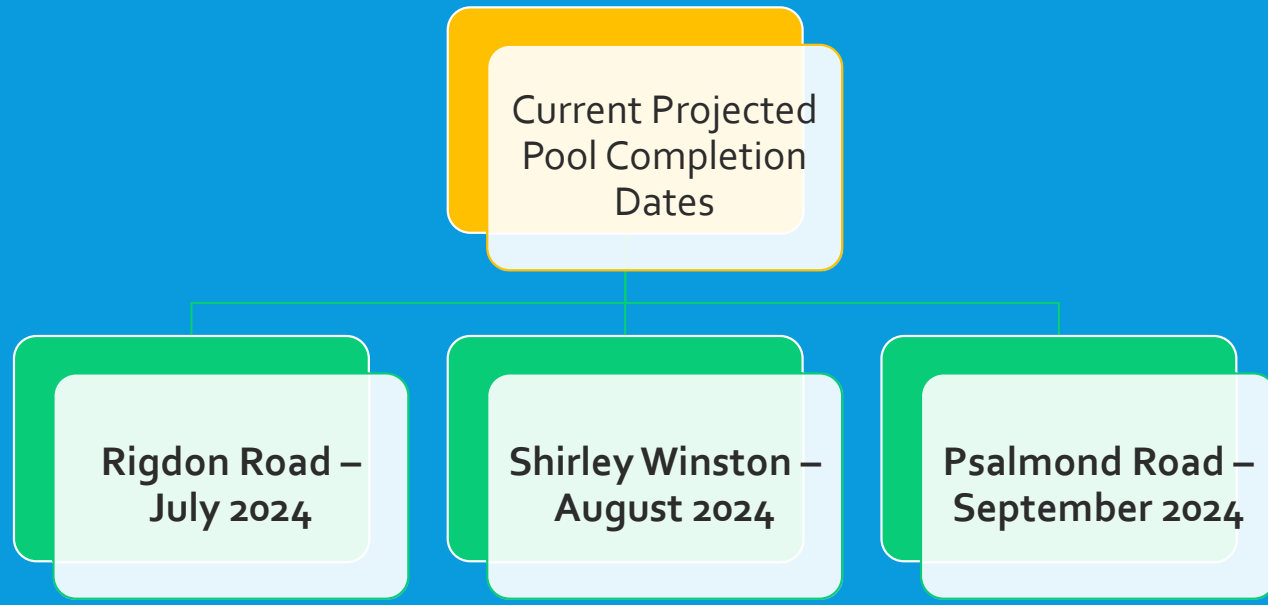 Current Projected
Pool Completion
Dates
Rigdon Road –
July 2024
Shirley Winston –
August 2024
Psalmond Road –
September 2024